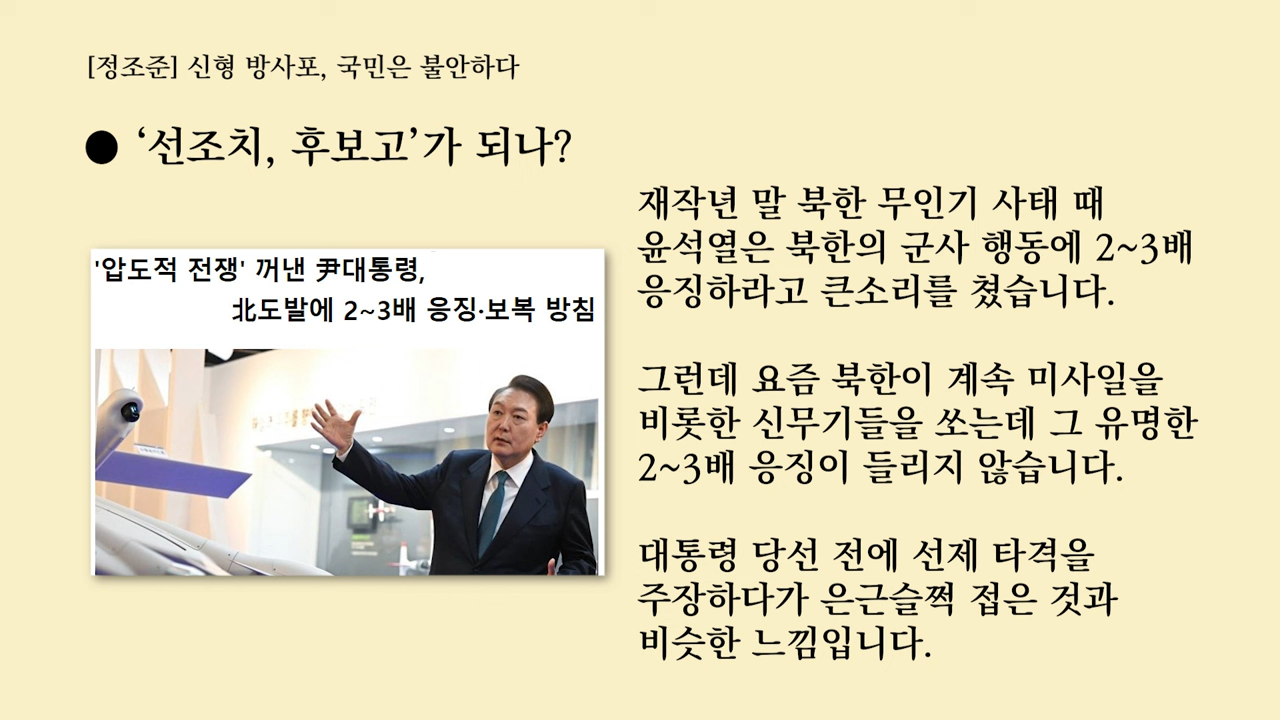 [정조준] 신형 방사포, 국민은 불안하다
● ‘선조치, 후보고’가 되나?
'압도적 전쟁' 꺼낸 尹대통령,
北도발에 2~3배 응징·보복 방침
재작년 말 북한 무인기 사태 때
윤석열은 북한의 군사 행동에 2~3배
응징하라고 큰소리를 쳤습니다.
그런데 요즘 북한이 계속 미사일을
비롯한 신무기들을 쏘는데 그 유명한
2~3배 응징이 들리지 않습니다.
대통령 당선 전에 선제 타격을
주장하다가 은근슬쩍 접은 것과
비슷한 느낌입니다.